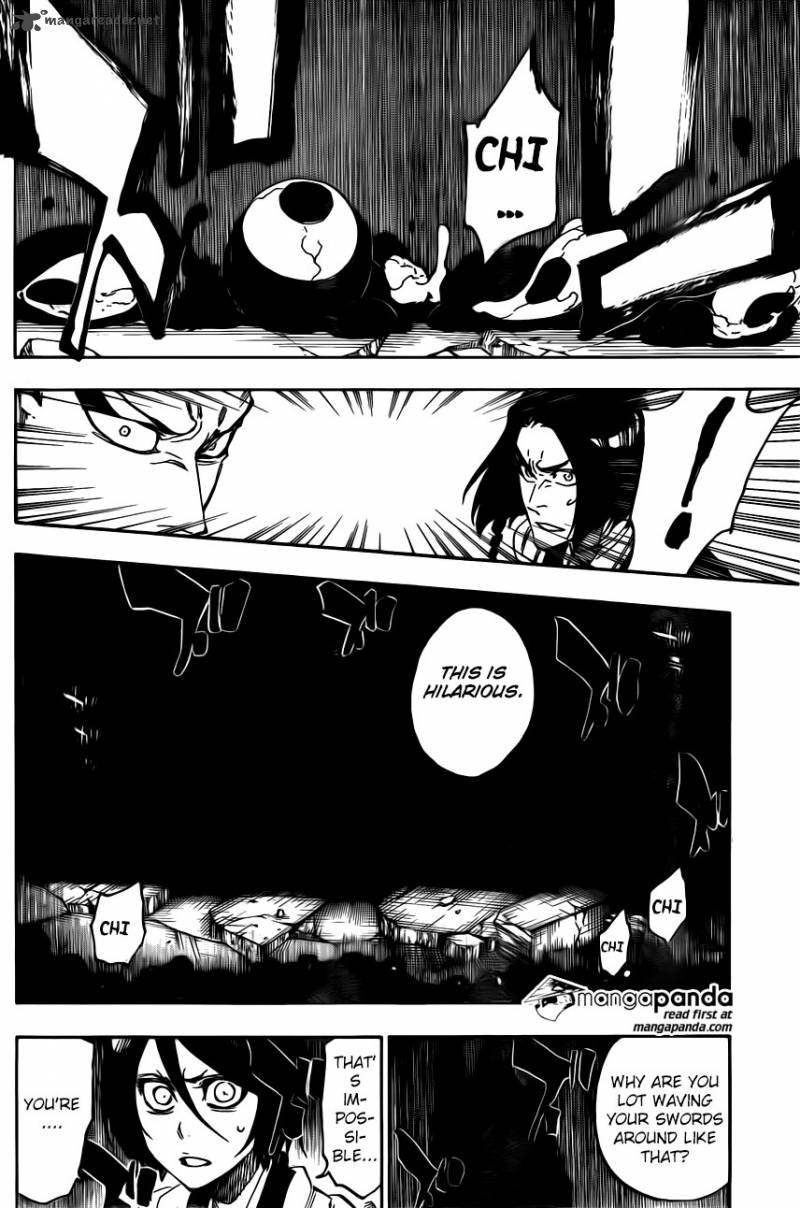 mangareader.net
CHI
...
!
THIS IS
HILARIOUS.
CHI
CHI
CHI
mangapanda
read first at
mangapanda.com
WHY ARE YOU
LOT WAVING
YOUR SWORDS
AROUND LIKE
THAT?
THAT'
S
IM-
POS-
SI-
BLE...
YOU'RE
....